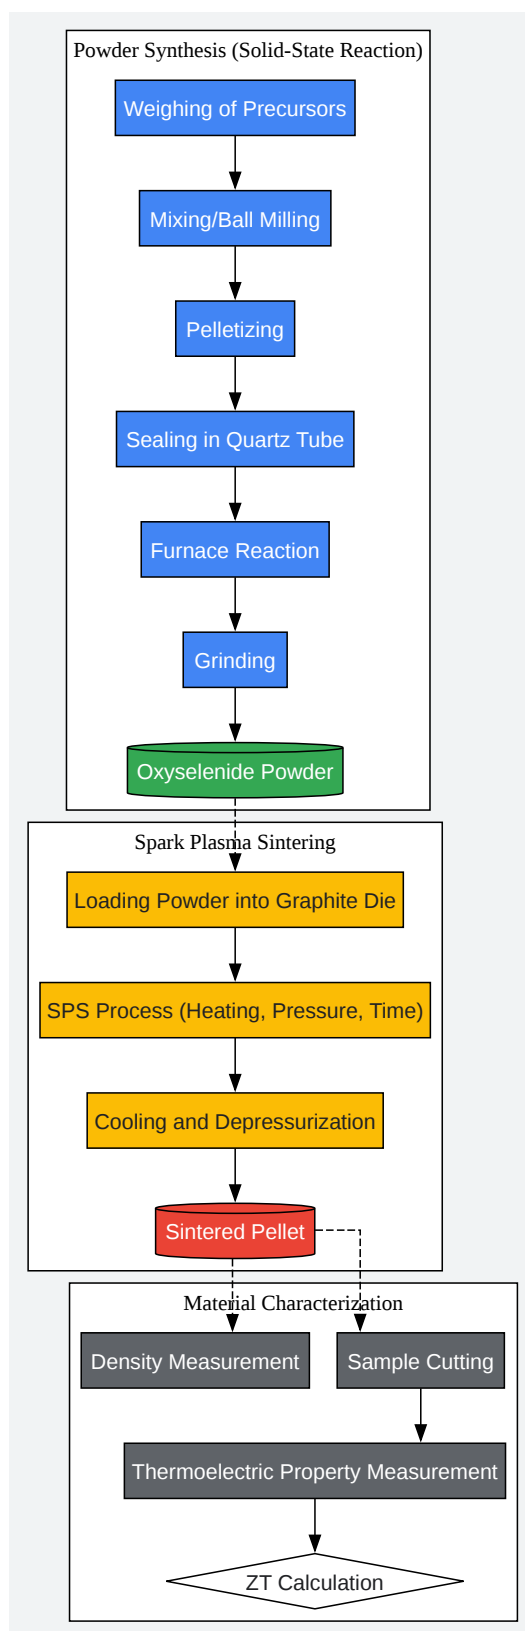 Powder Synthesis (Solid-State Reaction)
Weighing of Precursors
Mixing/Ball Milling
Pelletizing
Sealing in Quartz Tube
Furnace Reaction
Grinding
Oxyselenide Powder
Spark Plasma Sintering
Loading Powder into Graphite Die
SPS Process (Heating, Pressure, Time)
Cooling and Depressurization
Sintered Pellet
Material Characterization
Density Measurement
Sample Cutting
Thermoelectric Property Measurement
ZT Calculation